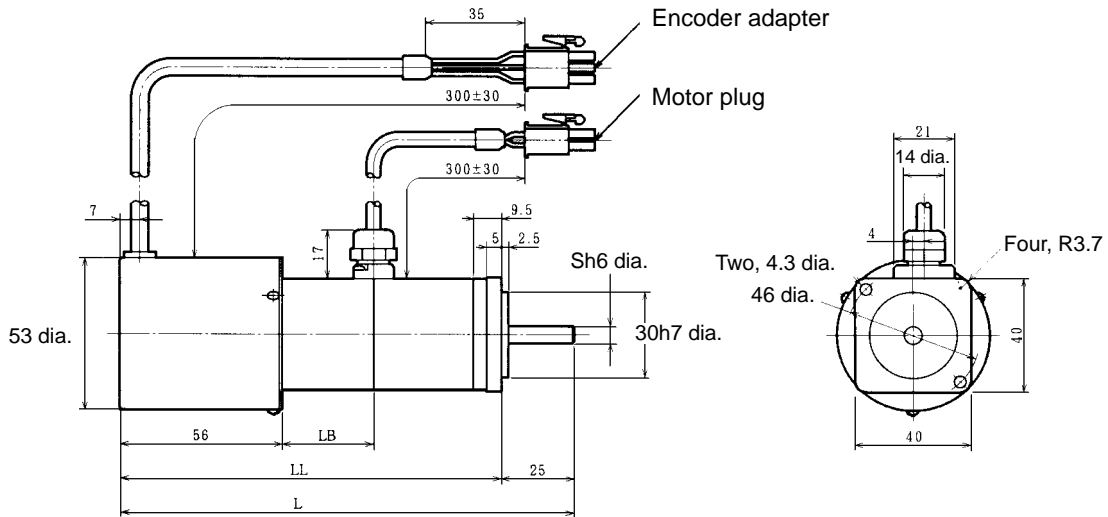 35
Encoder adapter
300±30
Motor plug
300±30
21
14 dia.
7
9.5
17
5
2.5
4
Four, R3.7
Sh6 dia.
Two, 4.3 dia.
46 dia.
53 dia.
30h7 dia.
40
56
LB
40
LL
25
L